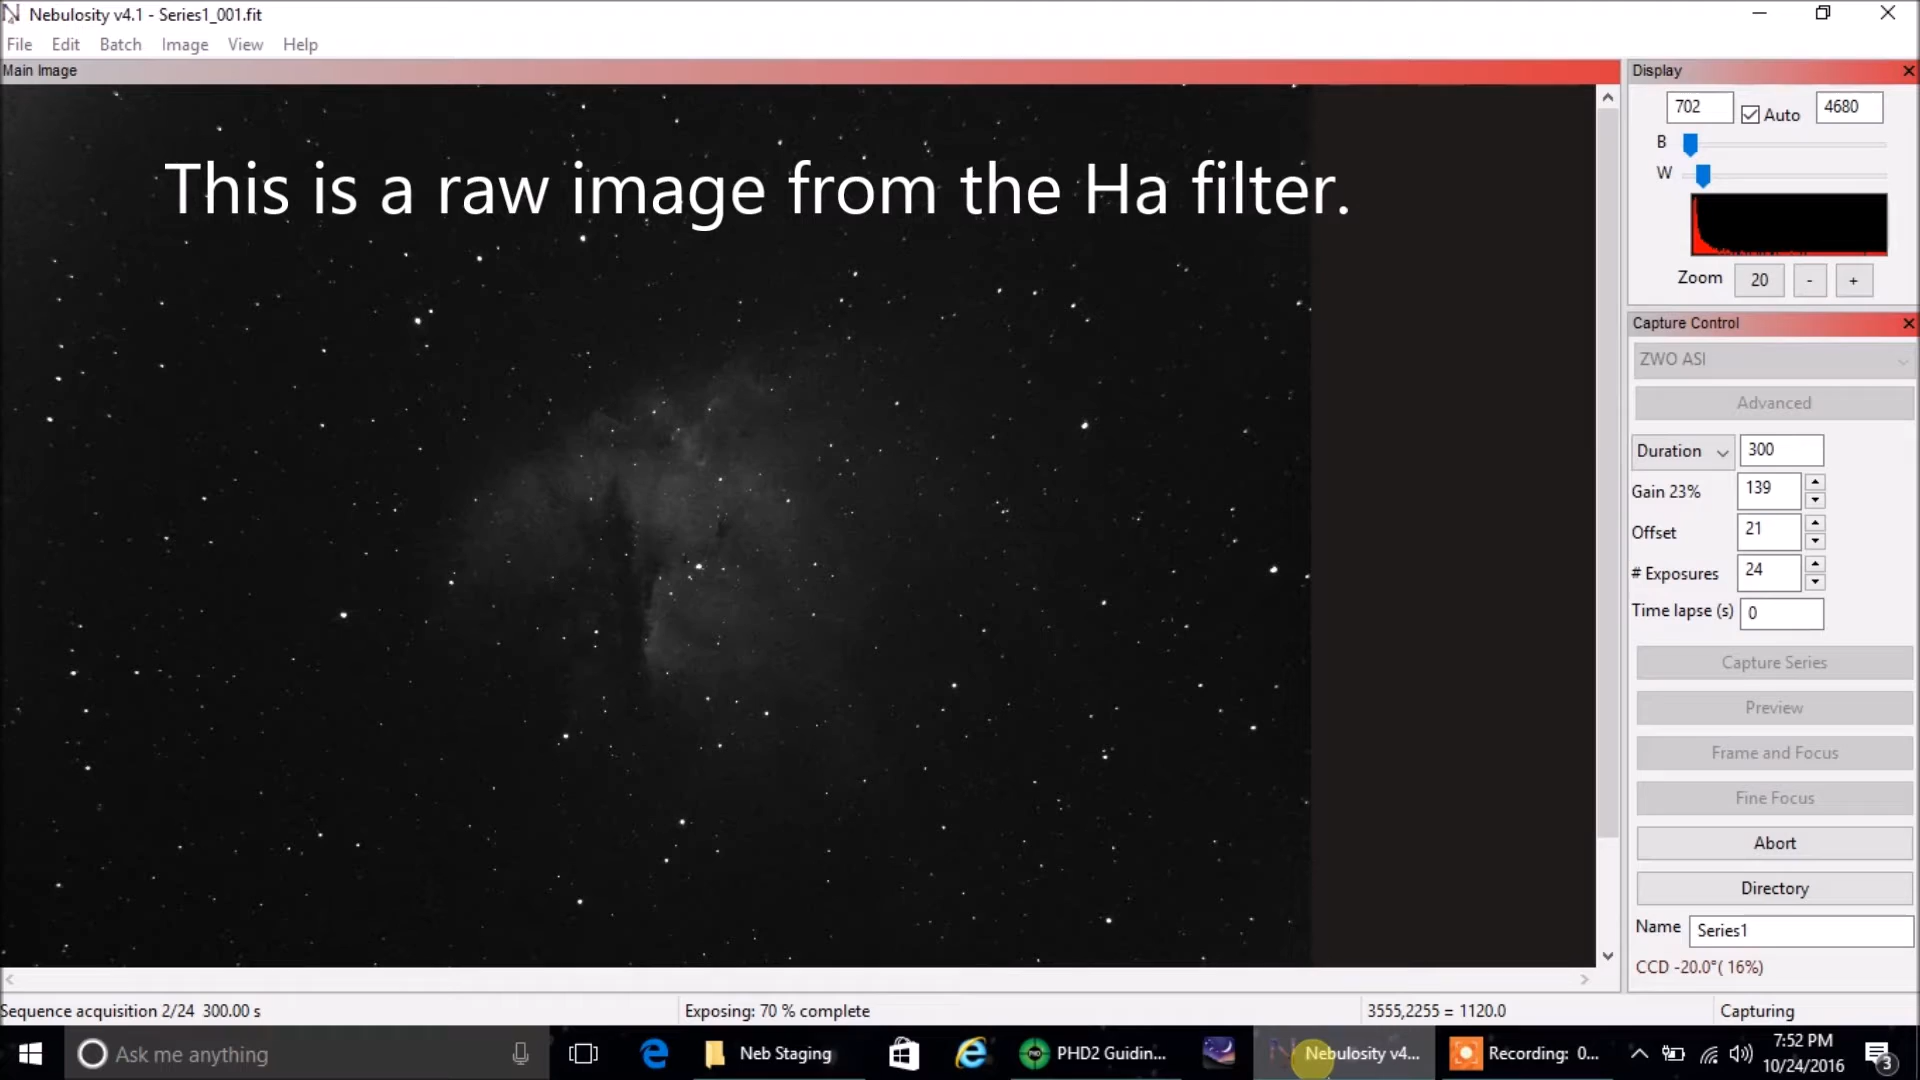 Nebulosity v4.1 - Series1_001.fit
File Edit Batch Image View Help
Main Image
This is a raw image from the Ha filter.
Display
702 Auto 4680
B
W
Zoom 20 - +
Capture Control
ZWO ASI
Advanced
Duration 300
Gain 23% 139
Offset 21
# Exposures 24
Time lapse (s) 0
Capture Series
Preview
Frame and Focus
Fine Focus
Abort
Directory
Name Series1
CCD -20.0°( 16%)
Sequence acquisition 2/24 300.00 s
Exposing: 70 % complete
3555,2255 = 1120.0
Capturing
Ask me anything
Neb Staging
PHD2 Guidin...
Nebulosity v4...
Recording: 0...
7:52 PM
10/24/2016
3